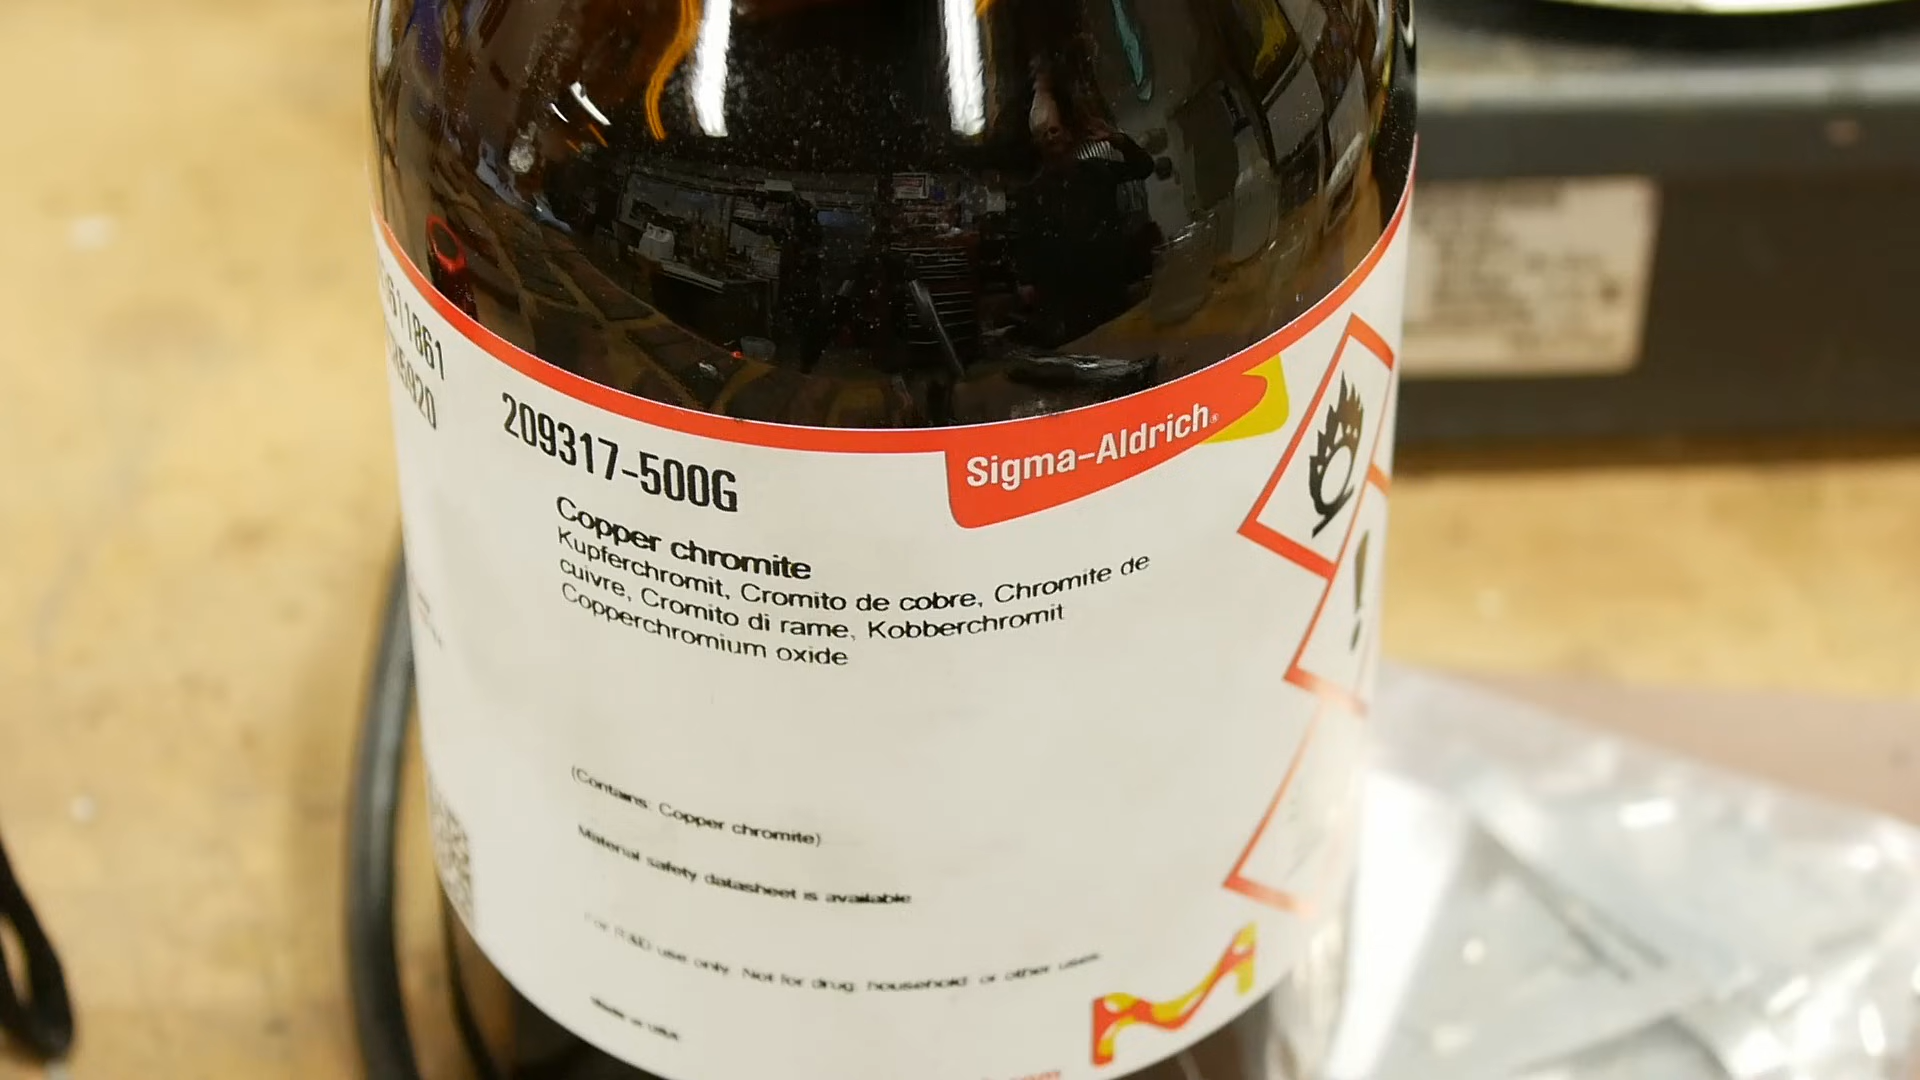 209317-500G
Sigma-Aldrich®
Copper chromite
Kupferchromit, Cromito de cobre, Chromite de
cuivre, Cromito di rame, Kobberchromit
Copperchromium oxide
(Contains: Copper chromite)
Material safety datasheet is available
For R&D use only. Not for drug, household, or other uses.
Made in USA